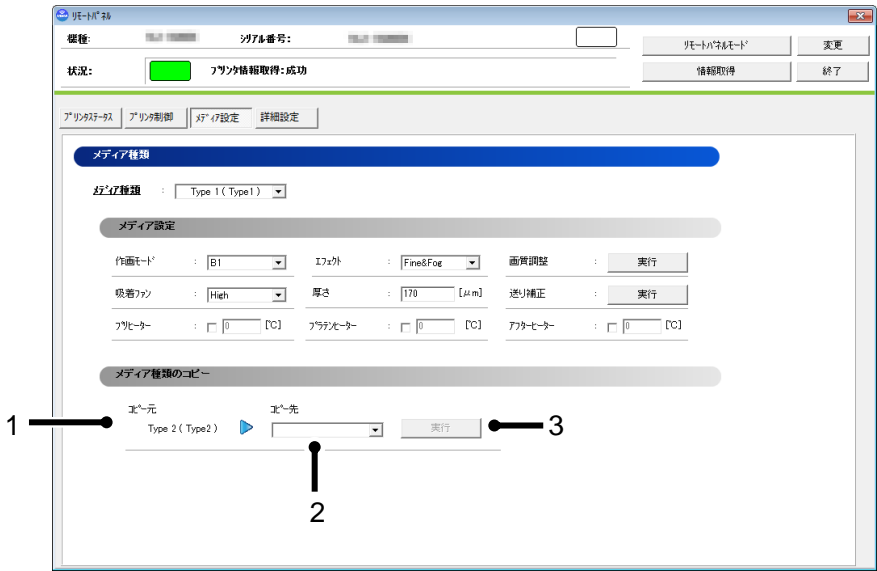 リモートパネル
機種: シリアル番号: リモートパネルモード 変更
状況: プリンタ情報取得:成功 情報取得 終了
プリンタステータス プリンタ制御 メディア設定 詳細設定
メディア種類
メディア種類 : Type 1 ( Type1 )
メディア設定
作画モード : B1 エフェクト : Fine&Fog 画質調整 : 実行
吸着ファン : High 厚さ : 170 [μm] 送り補正 : 実行
プリヒーター : 0 [℃] プラテンヒーター : 0 [℃] アフターヒーター : 0 [℃]
メディア種類のコピー
コピー元 コピー先
1 Type 2 ( Type2 ) 実行 3
2